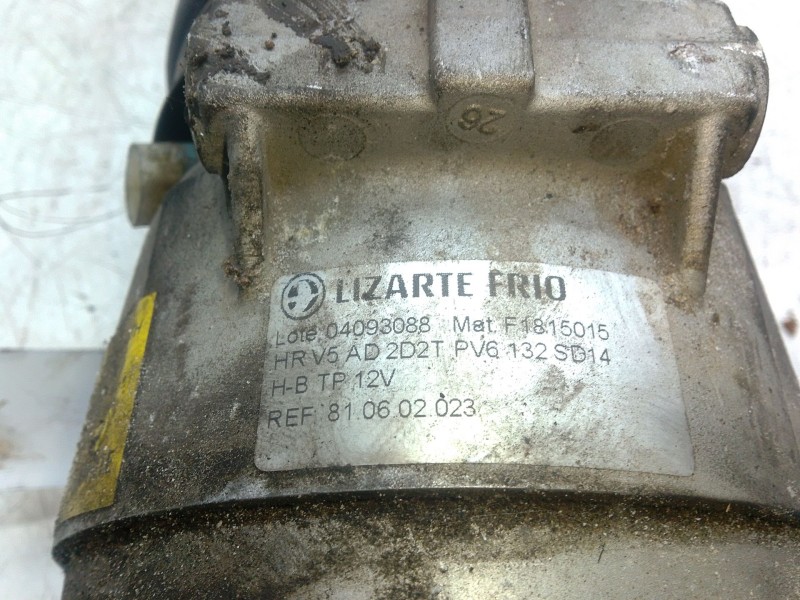 26
LIZARTE FRIO
Lote 04093088 Mat. F1815015
HR V5 AD 2D2T PV6 132 SD14
H-B TP 12V
REF 81.06.02.023